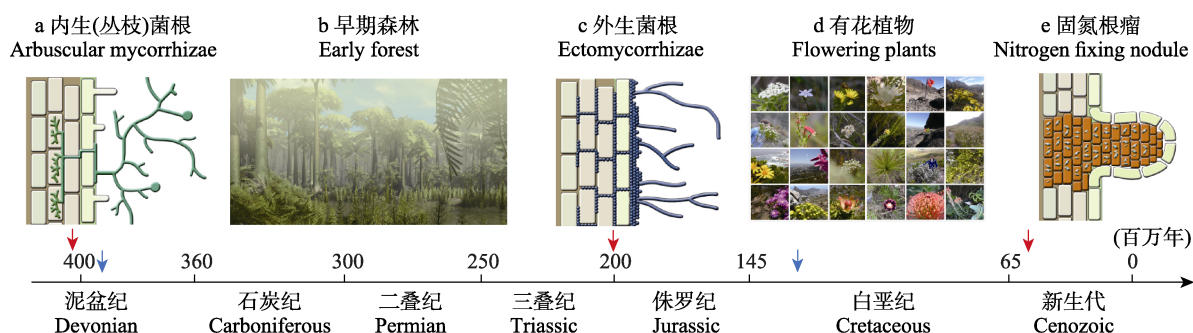 a 内生(丛枝)菌根
Arbuscular mycorrhizae
b 早期森林
Early forest
c 外生菌根
Ectomycorrhizae
d 有花植物
Flowering plants
e 固氮根瘤
Nitrogen fixing nodule
(百万年)
400 360 300 250 200 145 65 0
泥盆纪
Devonian
石炭纪
Carboniferous
二叠纪
Permian
三叠纪
Triassic
侏罗纪
Jurassic
白垩纪
Cretaceous
新生代
Cenozoic